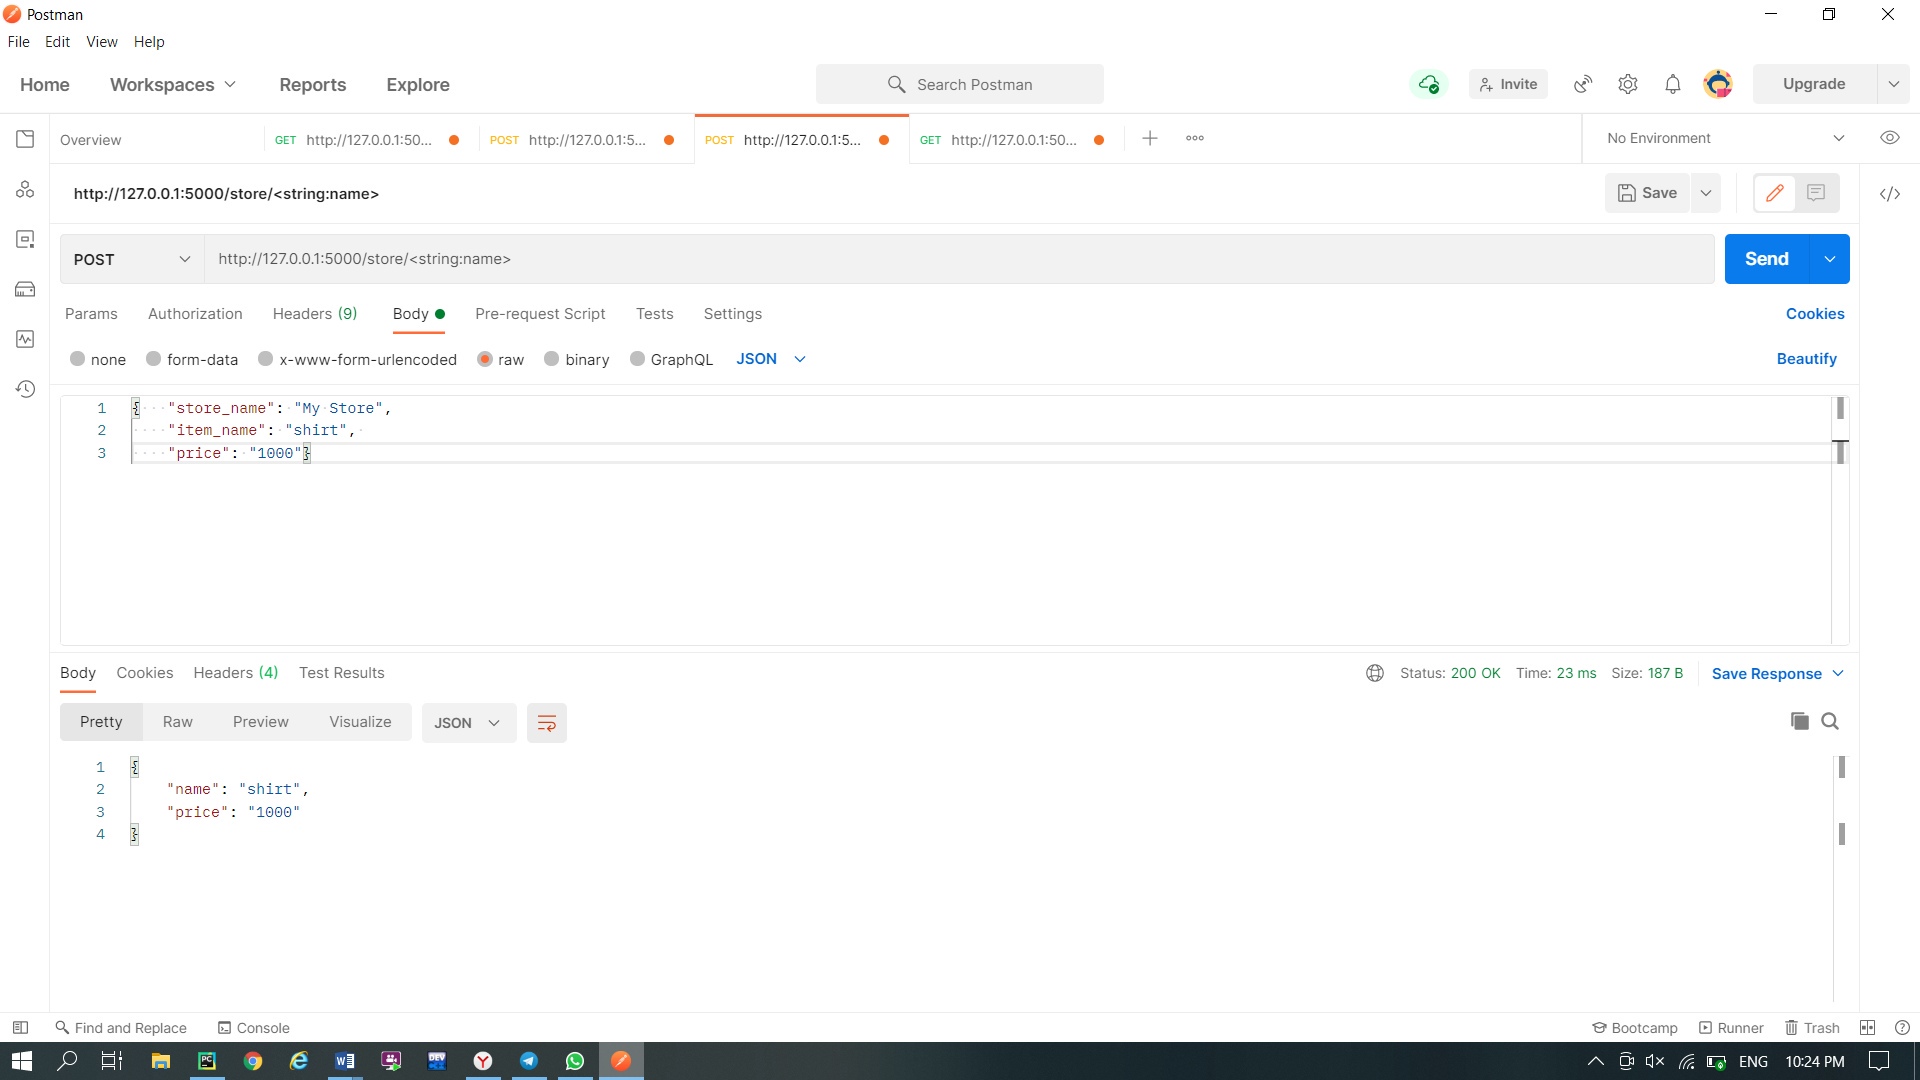 Postman
File Edit View Help
Home Workspaces Reports Explore Search Postman Invite Upgrade
Overview GET http://127.0.0.1:50... POST http://127.0.0.1:5... POST http://127.0.0.1:5... GET http://127.0.0.1:50... No Environment
http://127.0.0.1:5000/store/<string:name> Save
POST http://127.0.0.1:5000/store/<string:name> Send
Params Authorization Headers (9) Body Pre-request Script Tests Settings Cookies
none form-data x-www-form-urlencoded raw binary GraphQL JSON Beautify
1 { "store_name": "My Store",
2 "item_name": "shirt",
3 "price": "1000"}
Body Cookies Headers (4) Test Results Status: 200 OK Time: 23 ms Size: 187 B Save Response
Pretty Raw Preview Visualize JSON
1 {
2 "name": "shirt",
3 "price": "1000"
4 }
Find and Replace Console Bootcamp Runner Trash
PC W DEV Y ENG 10:24 PM